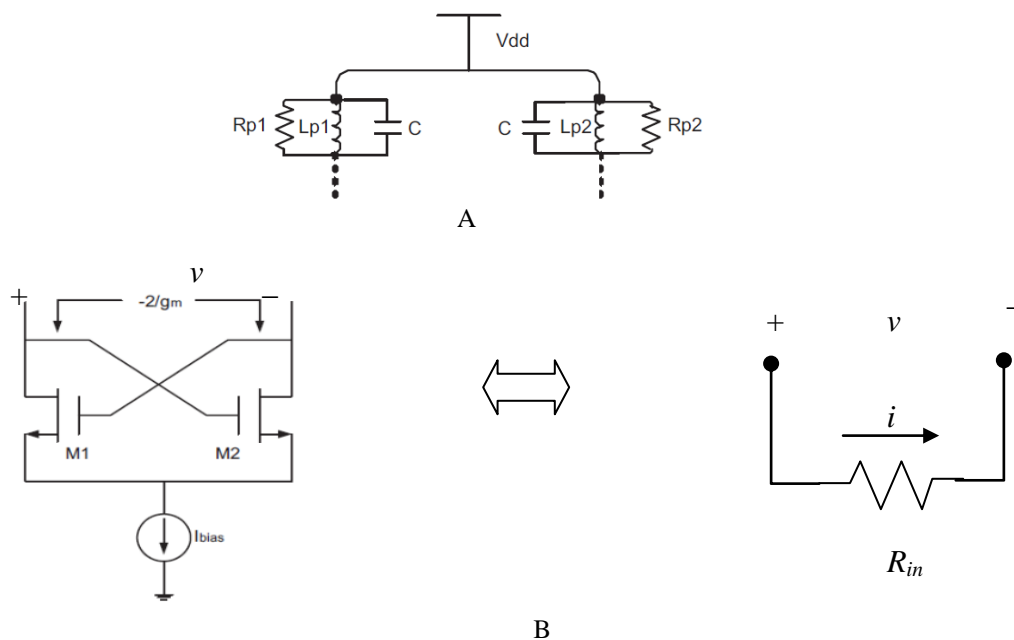 Vdd
Rp1 Lp1 C C Lp2 Rp2
A
v
+ -2/gm −
+ v -
i
M1 M2
Ibias
Rin
B